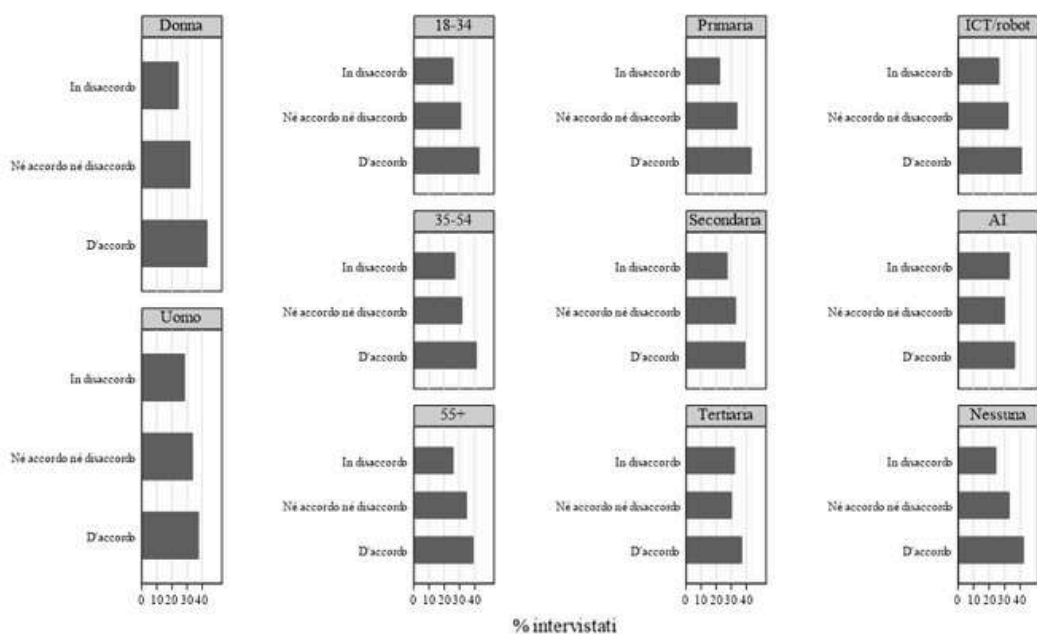 Donna
In disaccordo
Né accordo né disaccordo
D'accordo
Uomo
In disaccordo
Né accordo né disaccordo
D'accordo
0 10 20 30 40
18-34
In disaccordo
Né accordo né disaccordo
D'accordo
35-54
In disaccordo
Né accordo né disaccordo
D'accordo
55+
In disaccordo
Né accordo né disaccordo
D'accordo
0 10 20 30 40
Primaria
In disaccordo
Né accordo né disaccordo
D'accordo
Secondaria
In disaccordo
Né accordo né disaccordo
D'accordo
Tertiaria
In disaccordo
Né accordo né disaccordo
D'accordo
0 10 20 30 40
ICT/robot
In disaccordo
Né accordo né disaccordo
D'accordo
AI
In disaccordo
Né accordo né disaccordo
D'accordo
Nessuna
In disaccordo
Né accordo né disaccordo
D'accordo
0 10 20 30 40
% intervistati